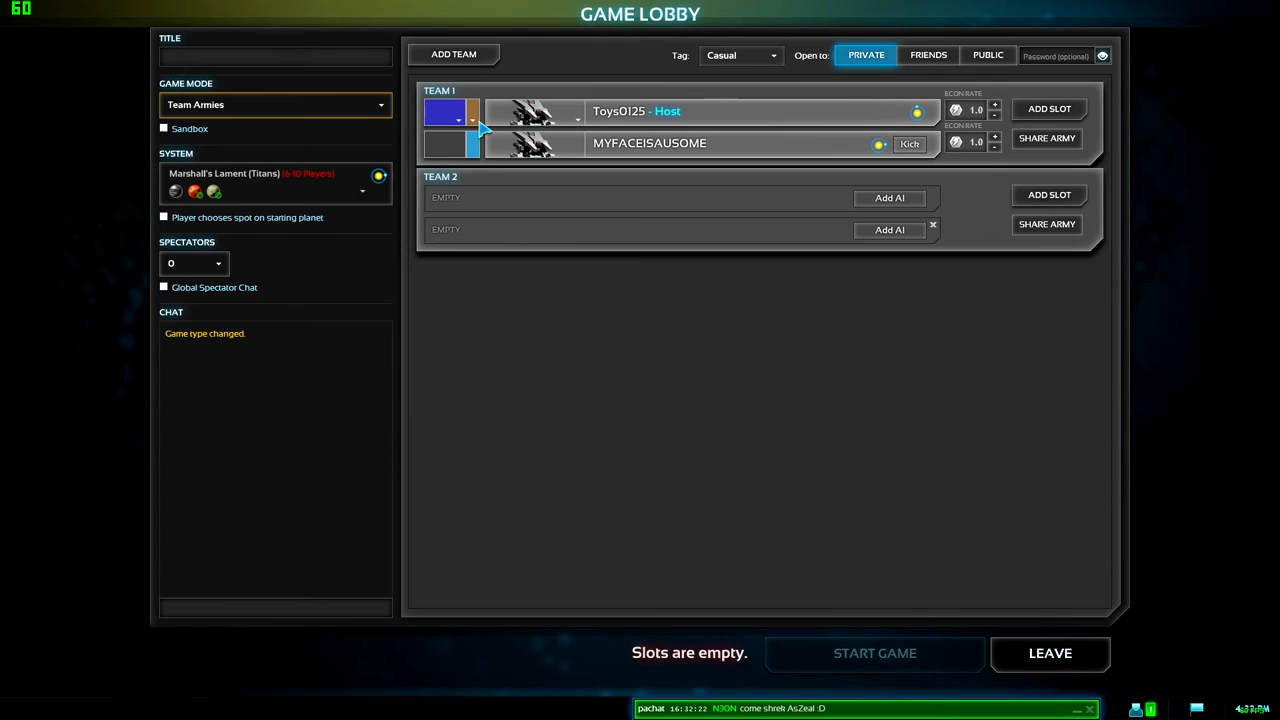 60
GAME LOBBY
TITLE
GAME MODE
Team Armies
Sandbox
SYSTEM
Marshall's Lament (Titans) (6-10 Players)
Player chooses spot on starting planet
SPECTATORS
0
Global Spectator Chat
CHAT
Game type changed.
ADD TEAM
Tag: Casual
Open to: PRIVATE FRIENDS PUBLIC Password (optional)
TEAM 1
Toys0125 - Host
ECON RATE
1.0 + -
ADD SLOT
MYFACEISAUSOME
Kick
ECON RATE
1.0 + -
SHARE ARMY
TEAM 2
EMPTY Add AI
ADD SLOT
EMPTY Add AI
SHARE ARMY
Slots are empty.
START GAME
LEAVE
pachat 16:32:22 N30N come shrek AsZeal :D